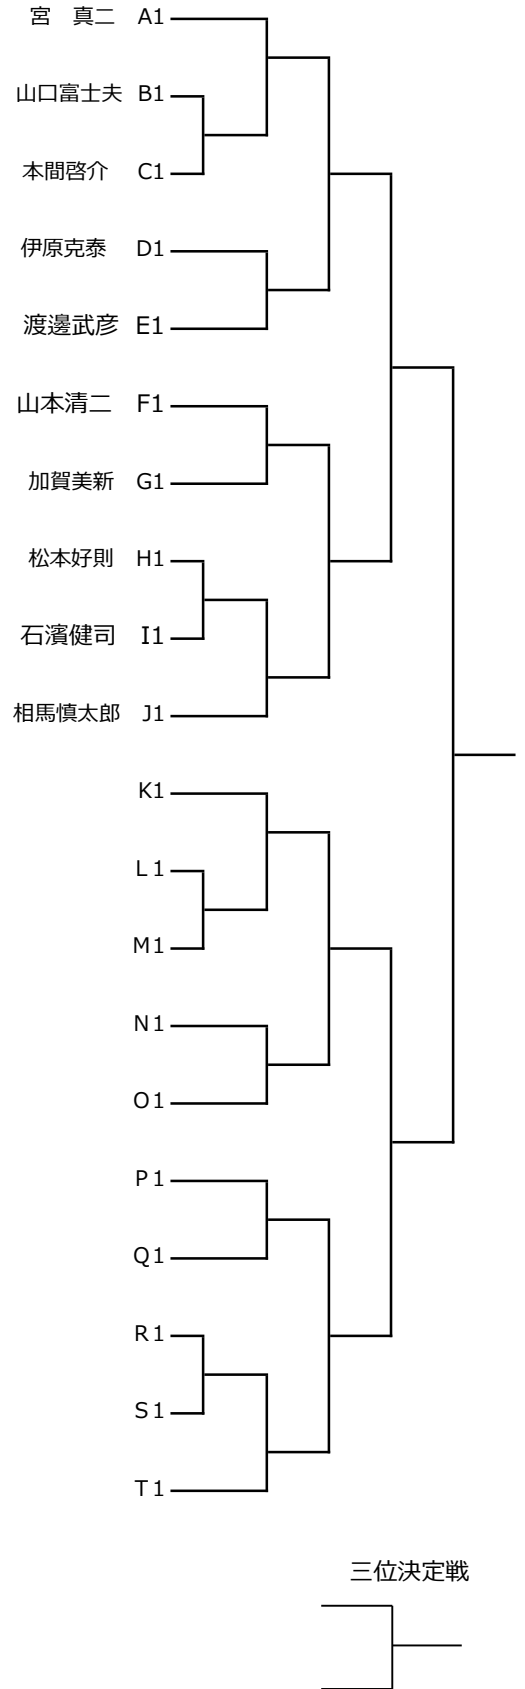 宮　真二 A1
山口富士夫 B1
本間啓介 C1
伊原克泰 D1
渡邊武彦 E1
山本清二 F1
加賀美新 G1
松本好則 H1
石濱健司 I1
相馬慎太郎 J1
K1
L1
M1
N1
O1
P1
Q1
R1
S1
T1
三位決定戦